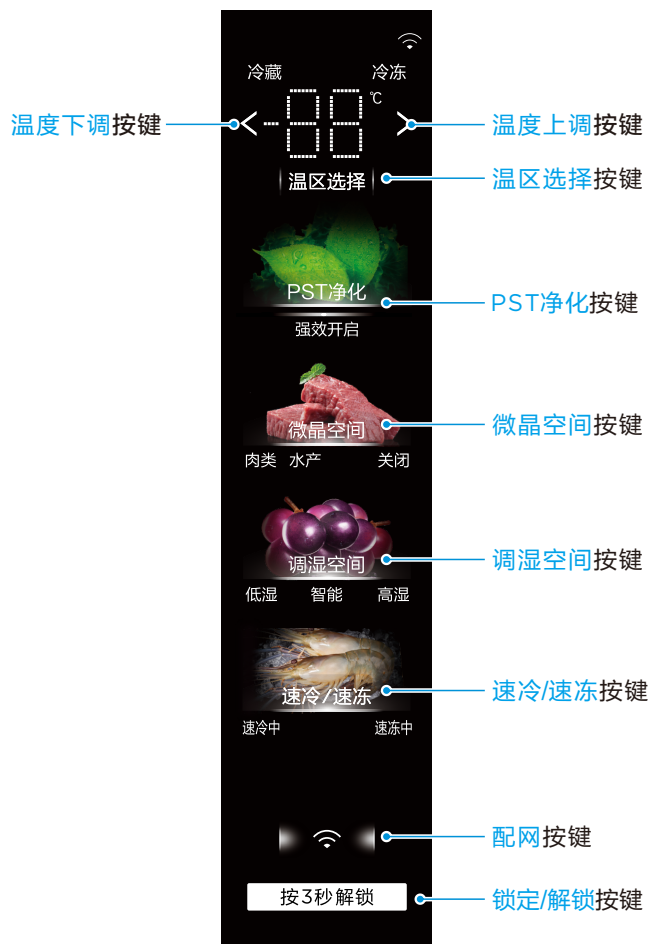 冷藏 冷冻
-88℃
温度下调按键
温度上调按键
温区选择
温区选择按键
PST净化
PST净化按键
强效开启
微晶空间
微晶空间按键
肉类 水产 关闭
调湿空间
调湿空间按键
低湿 智能 高湿
速冷/速冻
速冷/速冻按键
速冷中 速冻中
配网按键
按3秒解锁
锁定/解锁按键